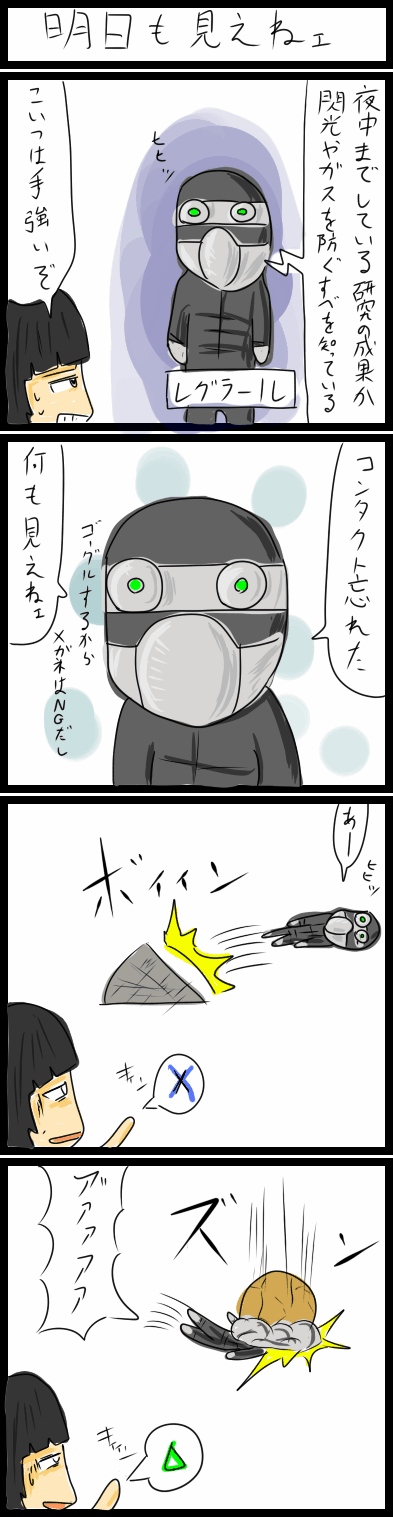 明日も見えねェ
夜中までしている研究の成果か
閃光やガスを防ぐすべを知っている
ヒヒッ
こいつは手強いぞ
レグラール
コンタクト忘れた
ゴーグルするから
メガネはNGだし
何も見えねェ
あー
ヒヒッ
ボィィン
キィン
X
ズン
アァァァァ
キィィン
△